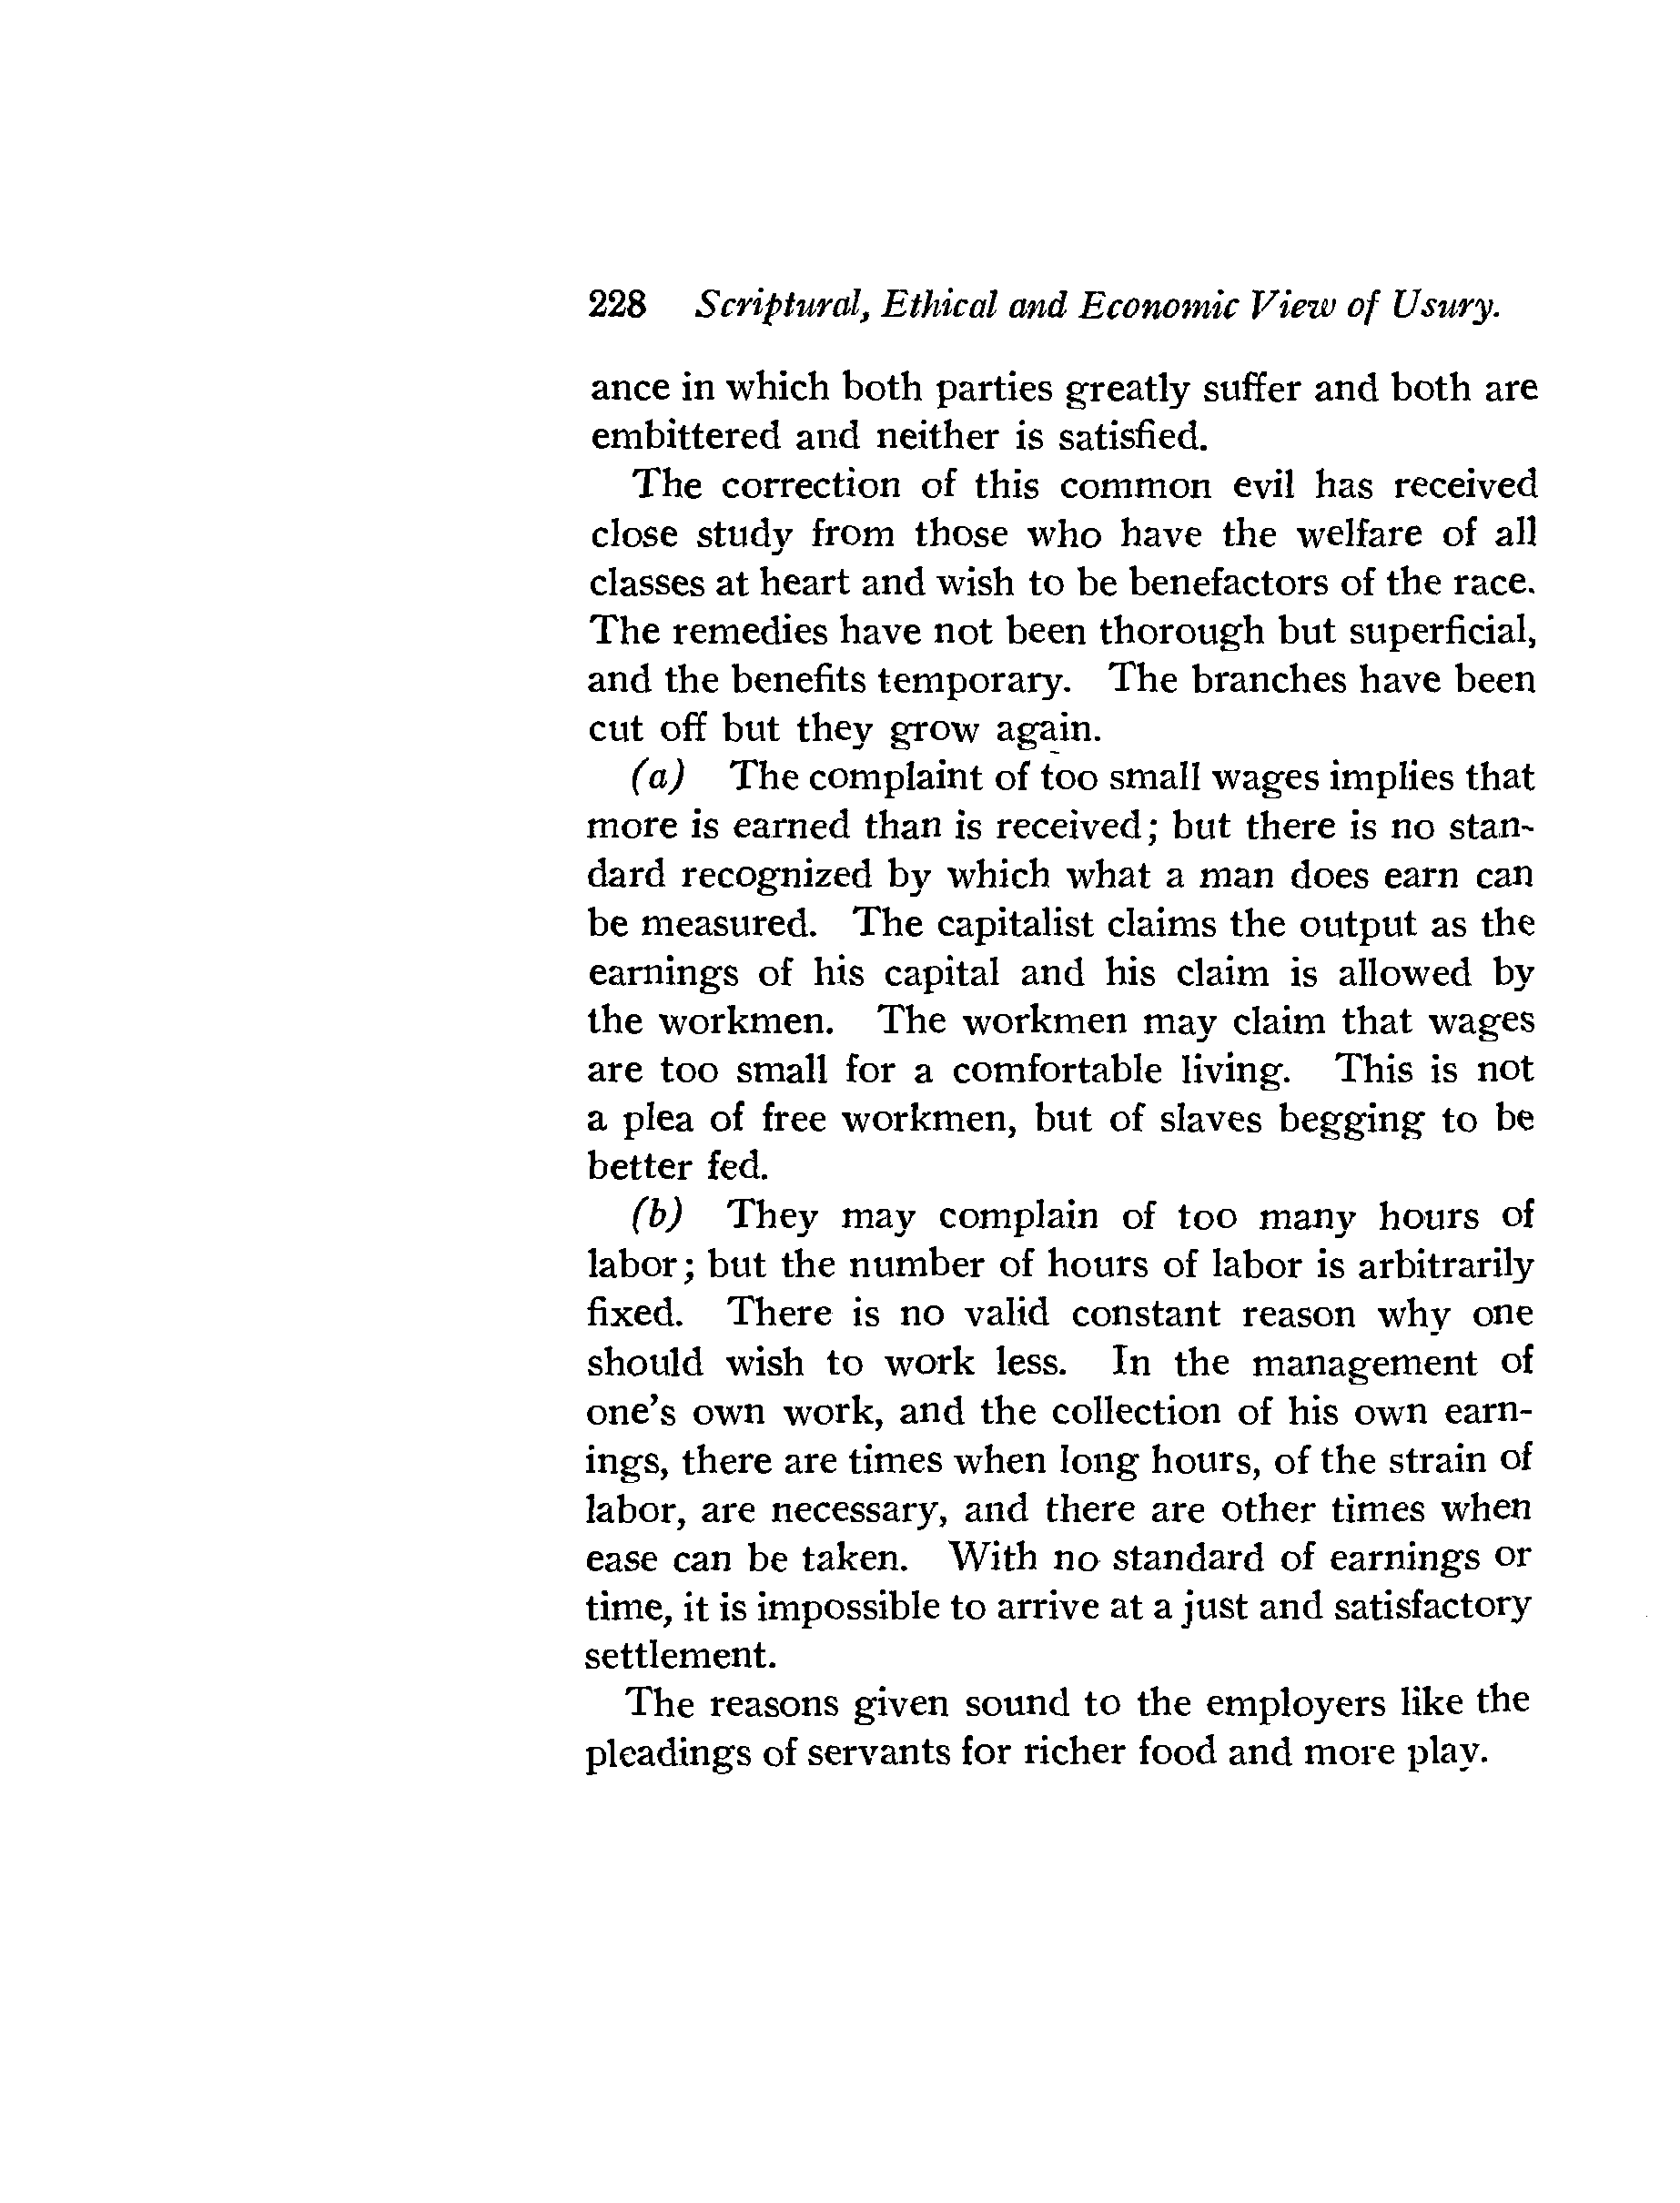 228 Scriptural, Ethical and Economic View of Usury.
ance in which both parties greatly suffer and both are
embittered and neither is satisfied.
The correction of this common evil has received
close study from those who have the welfare of all
classes at heart and wish to be benefactors of the race.
The remedies have not been thorough but superficial,
and the benefits temporary. The branches have been
cut off but they grow again.
(a) The complaint of too small wages implies that
more is earned than is received; but there is no stan-
dard recognized by which what a man does earn can
be measured. The capitalist claims the output as the
earnings of his capital and his claim is allowed by
the workmen. The workmen may claim that wages
are too small for a comfortable living. This is not
a plea of free workmen, but of slaves begging to be
better fed.
(b) They may complain of too many hours of
labor; but the number of hours of labor is arbitrarily
fixed. There is no valid constant reason why one
should wish to work less. In the management of
one's own work, and the collection of his own earn-
ings, there are times when long hours, of the strain of
labor, are necessary, and there are other times when
ease can be taken. With no standard of earnings or
time, it is impossible to arrive at a just and satisfactory
settlement.
The reasons given sound to the employers like the
pleadings of servants for richer food and more play.